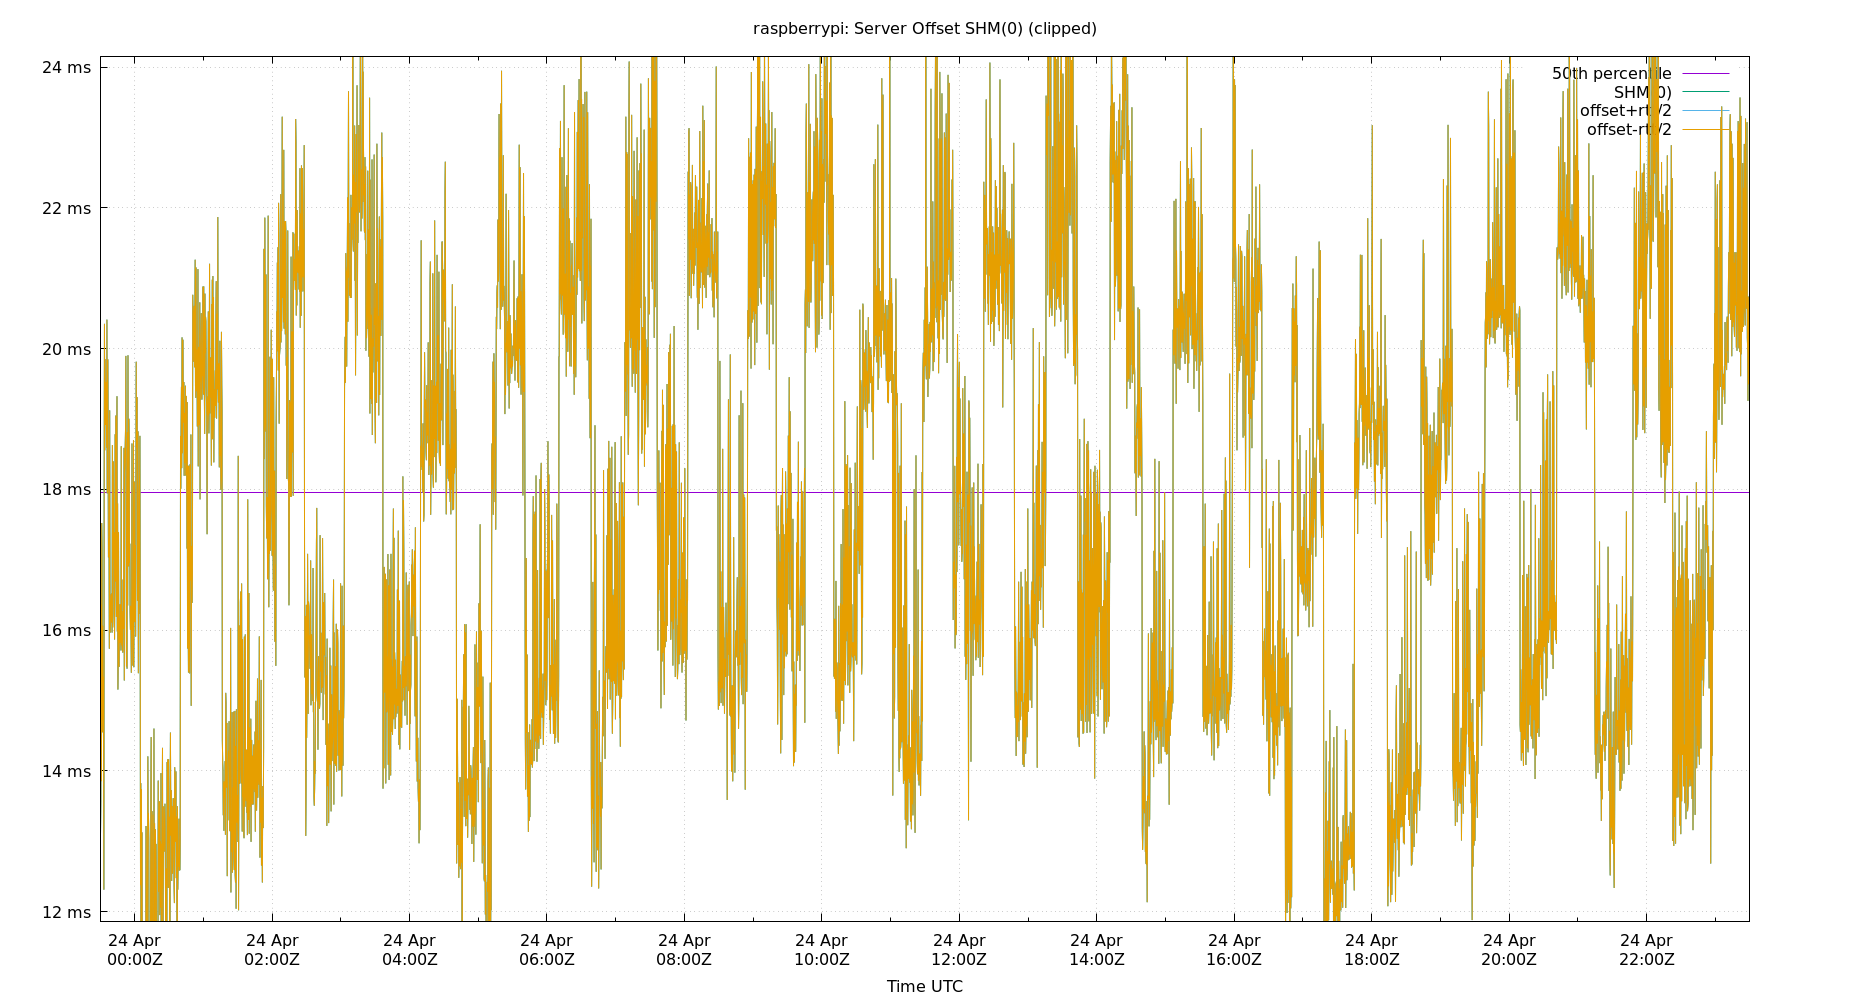 raspberrypi: Server Offset SHM(0) (clipped)
24 ms
22 ms
20 ms
18 ms
16 ms
14 ms
12 ms
50th percentile
SHM(0)
offset+rtt/2
offset-rtt/2
24 Apr 24 Apr 24 Apr 24 Apr 24 Apr 24 Apr 24 Apr 24 Apr 24 Apr 24 Apr 24 Apr 24 Apr
00:00Z 02:00Z 04:00Z 06:00Z 08:00Z 10:00Z 12:00Z 14:00Z 16:00Z 18:00Z 20:00Z 22:00Z
Time UTC